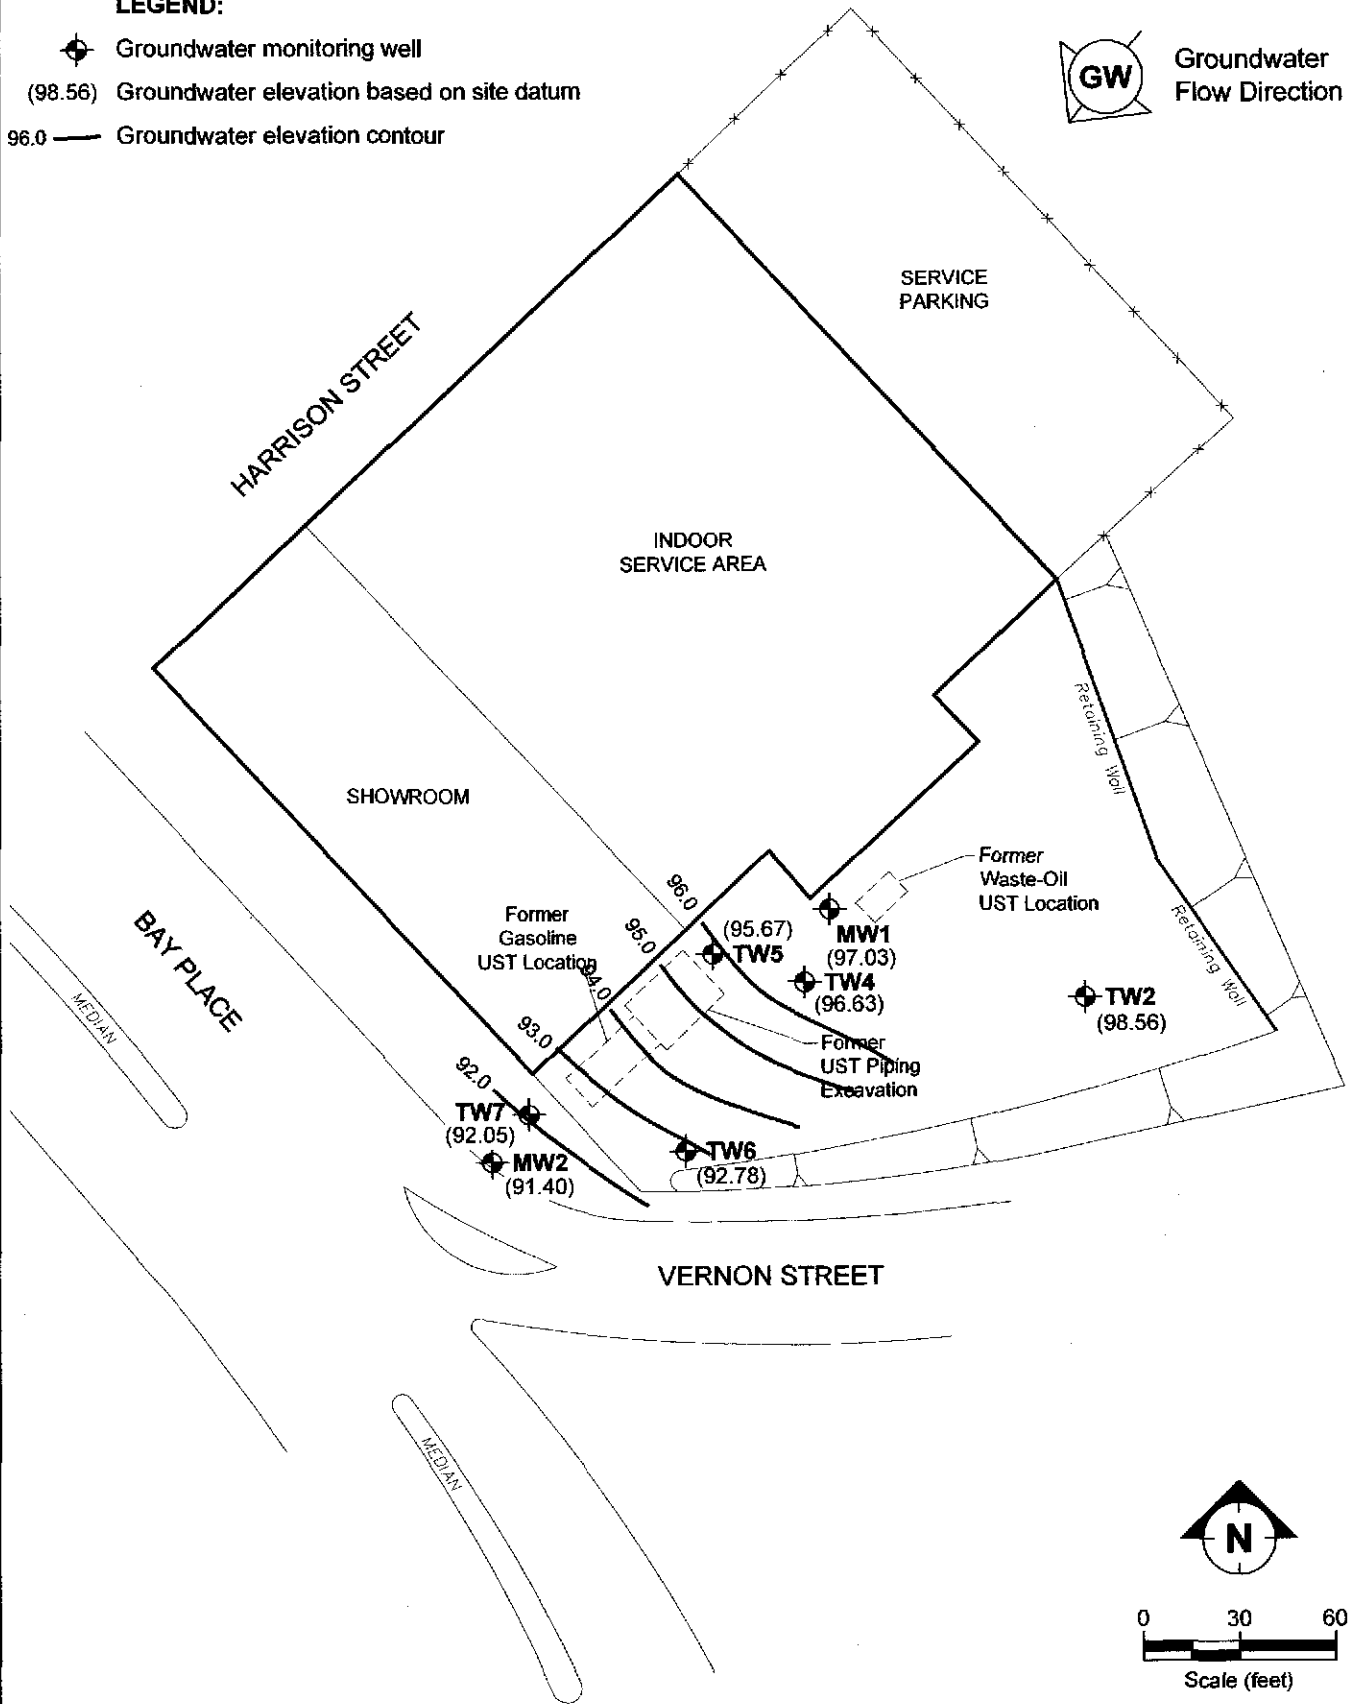 LEGEND:
Groundwater monitoring well
(98.56) Groundwater elevation based on site datum
96.0 Groundwater elevation contour
GW
Groundwater
Flow Direction
SERVICE
PARKING
HARRISON STREET
INDOOR
SERVICE AREA
Retaining Wall
SHOWROOM
Former
Waste-Oil
UST Location
Retaining Wall
96.0
95.0
94.0
93.0
92.0
Former
Gasoline
UST Location
(95.67)
TW5
MW1
(97.03)
TW4
(96.63)
TW2
(98.56)
Former
UST Piping
Excavation
BAY PLACE
MEDIAN
TW7
(92.05)
MW2
(91.40)
TW6
(92.78)
VERNON STREET
MEDIAN
N
0 30 60
Scale (feet)